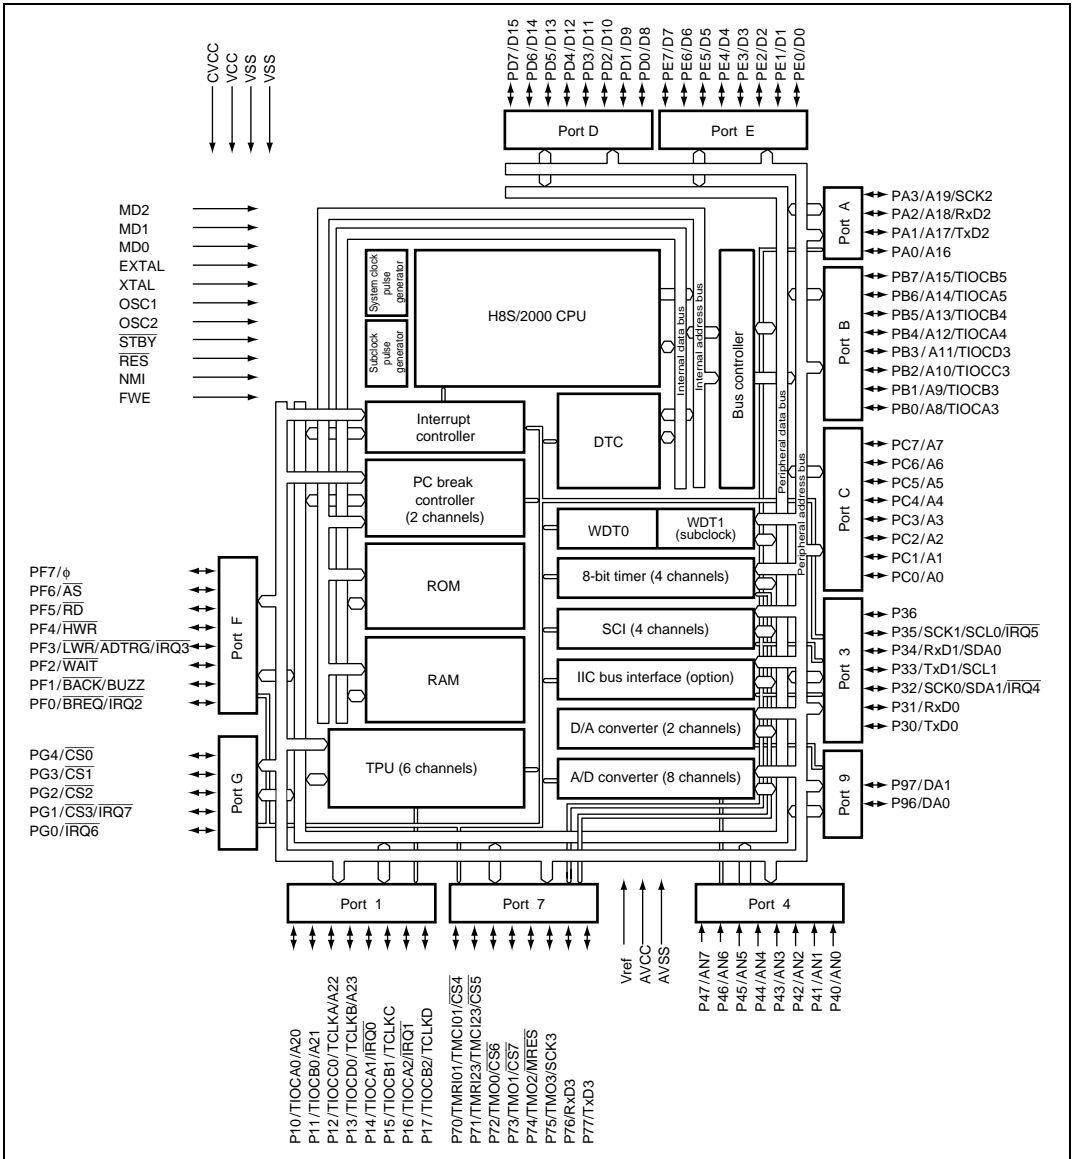 CVCC
VCC
VSS
VSS
PD7/D15
PD6/D14
PD5/D13
PD4/D12
PD3/D11
PD2/D10
PD1/D9
PD0/D8
PE7/D7
PE6/D6
PE5/D5
PE4/D4
PE3/D3
PE2/D2
PE1/D1
PE0/D0
Port D
Port E
MD2
MD1
MD0
EXTAL
XTAL
OSC1
OSC2
STBY
RES
NMI
FWE
System clock
pulse
generator
Subclock
pulse
generator
H8S/2000 CPU
Internal data bus
Internal address bus
Bus controller
Peripheral data bus
Peripheral address bus
Interrupt
controller
DTC
PC break
controller
(2 channels)
WDT0
WDT1
(subclock)
ROM
8-bit timer (4 channels)
SCI (4 channels)
RAM
IIC bus interface (option)
D/A converter (2 channels)
TPU (6 channels)
A/D converter (8 channels)
Port A
PA3/A19/SCK2
PA2/A18/RxD2
PA1/A17/TxD2
PA0/A16
Port B
PB7/A15/TIOCB5
PB6/A14/TIOCA5
PB5/A13/TIOCB4
PB4/A12/TIOCA4
PB3 / A11/TIOCD3
PB2/A10/TIOCC3
PB1/A9/TIOCB3
PB0/A8/TIOCA3
Port C
PC7/A7
PC6/A6
PC5/A5
PC4/A4
PC3/A3
PC2/A2
PC1/A1
PC0/A0
Port 3
P36
P35/SCK1/SCL0/IRQ5
P34/RxD1/SDA0
P33/TxD1/SCL1
P32/SCK0/SDA1/IRQ4
P31/RxD0
P30/TxD0
Port 9
P97/DA1
P96/DA0
PF7/ϕ
PF6/AS
PF5/RD
PF4/HWR
PF3/LWR/ADTRG/IRQ3
PF2/WAIT
PF1/BACK/BUZZ
PF0/BREQ/IRQ2
Port F
PG4/CS0
PG3/CS1
PG2/CS2
PG1/CS3/IRQ7
PG0/IRQ6
Port G
Port 1
Port 7
Port 4
P10/TIOCA0/A20
P11/TIOCB0/A21
P12/TIOCC0/TCLKA/A22
P13/TIOCD0/TCLKB/A23
P14/TIOCA1/IRQ0
P15/TIOCB1/TCLKC
P16/TIOCA2/IRQ1
P17/TIOCB2/TCLKD
P70/TMRI01/TMCI01/CS4
P71/TMRI23/TMCI23/CS5
P72/TMO0/CS6
P73/TMO1/CS7
P74/TMO2/MRES
P75/TMO3/SCK3
P76/RxD3
P77/TxD3
Vref
AVCC
AVSS
P47/AN7
P46/AN6
P45/AN5
P44/AN4
P43/AN3
P42/AN2
P41/AN1
P40/AN0